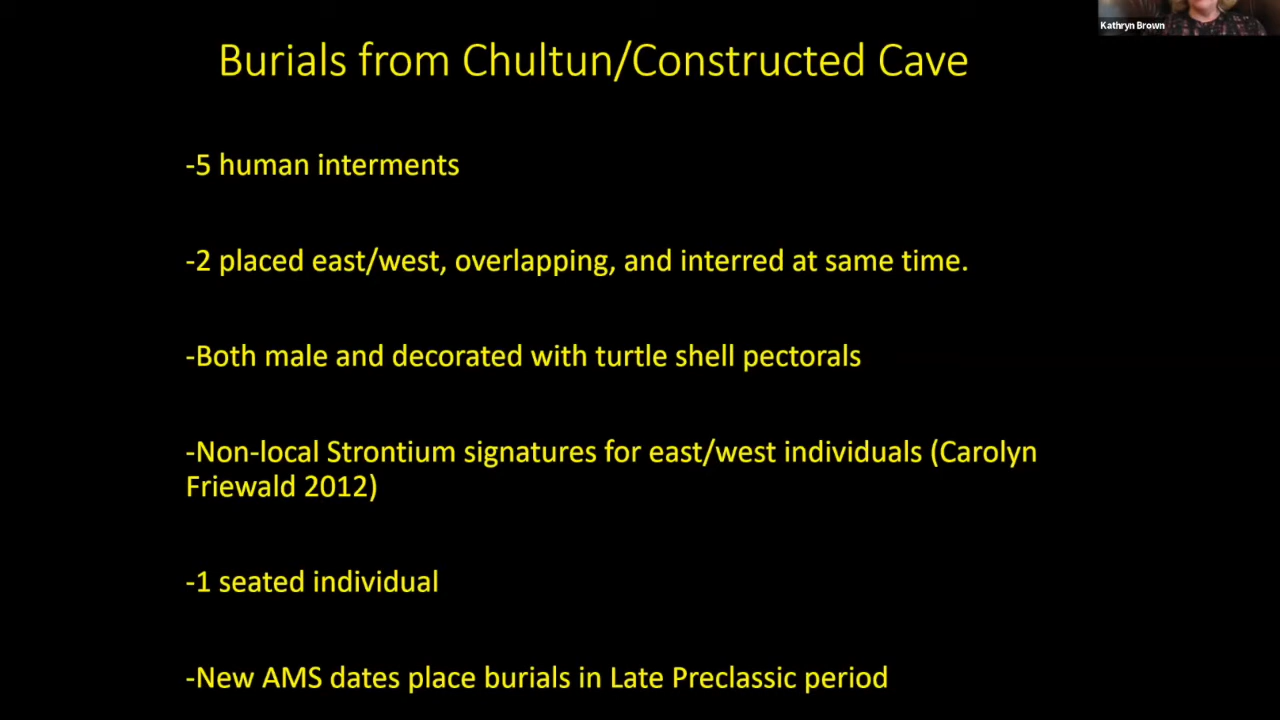 Kathryn Brown
Burials from Chultun/Constructed Cave
-5 human interments
-2 placed east/west, overlapping, and interred at same time.
-Both male and decorated with turtle shell pectorals
-Non-local Strontium signatures for east/west individuals (Carolyn
Friewald 2012)
-1 seated individual
-New AMS dates place burials in Late Preclassic period